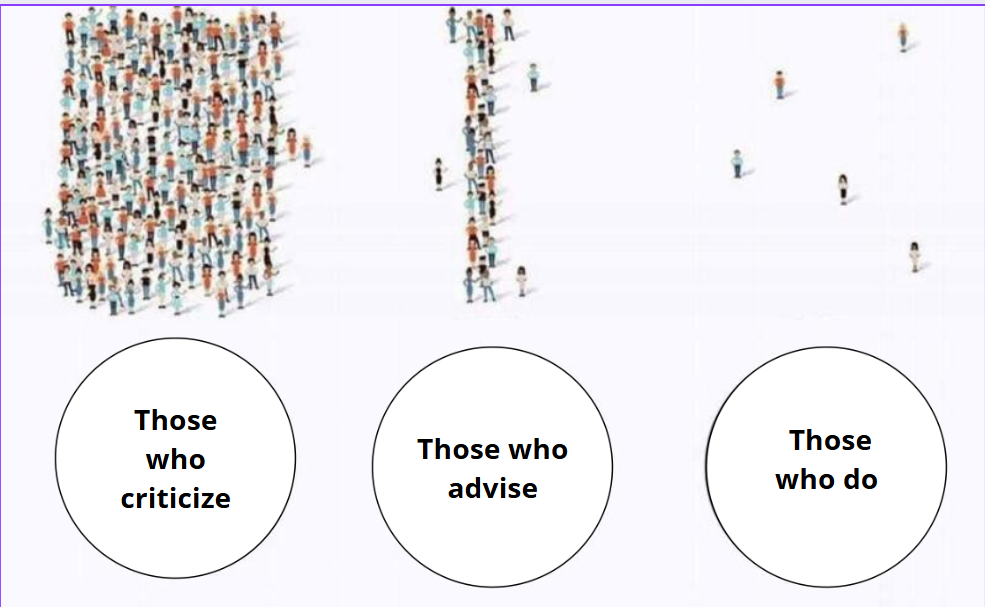 Those
who
criticize
Those who
advise
Those
who do